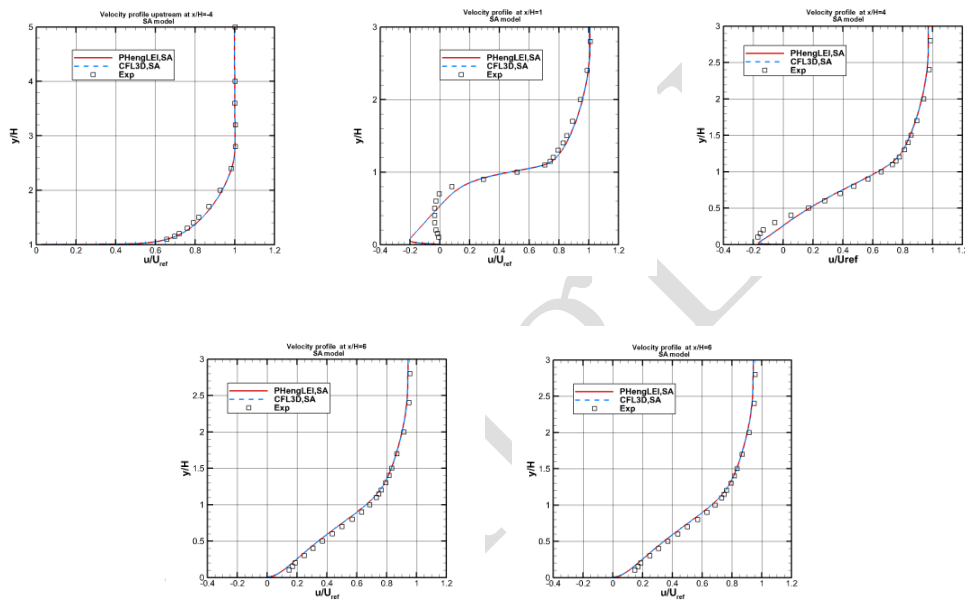 Velocity profile upstream at x/H=-4
SA model
PHengLEI,SA
CFL3D,SA
Exp
y/H
5
4
3
2
1
0 0.2 0.4 0.6 0.8 1 1.2
u/Uref
Velocity profile at x/H=1
SA model
PHengLEI,SA
CFL3D,SA
Exp
y/H
3
2
1
0
-0.4 -0.2 0 0.2 0.4 0.6 0.8 1 1.2
u/Uref
Velocity profile at x/H=4
SA model
PHengLEI,SA
CFL3D,SA
Exp
y/H
3
2.5
2
1.5
1
0.5
0
-0.4 -0.2 0 0.2 0.4 0.6 0.8 1 1.2
u/Uref
Velocity profile at x/H=6
SA model
PHengLEI,SA
CFL3D,SA
Exp
y/H
3
2.5
2
1.5
1
0.5
0
-0.4 -0.2 0 0.2 0.4 0.6 0.8 1 1.2
u/Uref
Velocity profile at x/H=6
SA model
PHengLEI,SA
CFL3D,SA
Exp
y/H
3
2.5
2
1.5
1
0.5
0
-0.4 -0.2 0 0.2 0.4 0.6 0.8 1 1.2
u/Uref